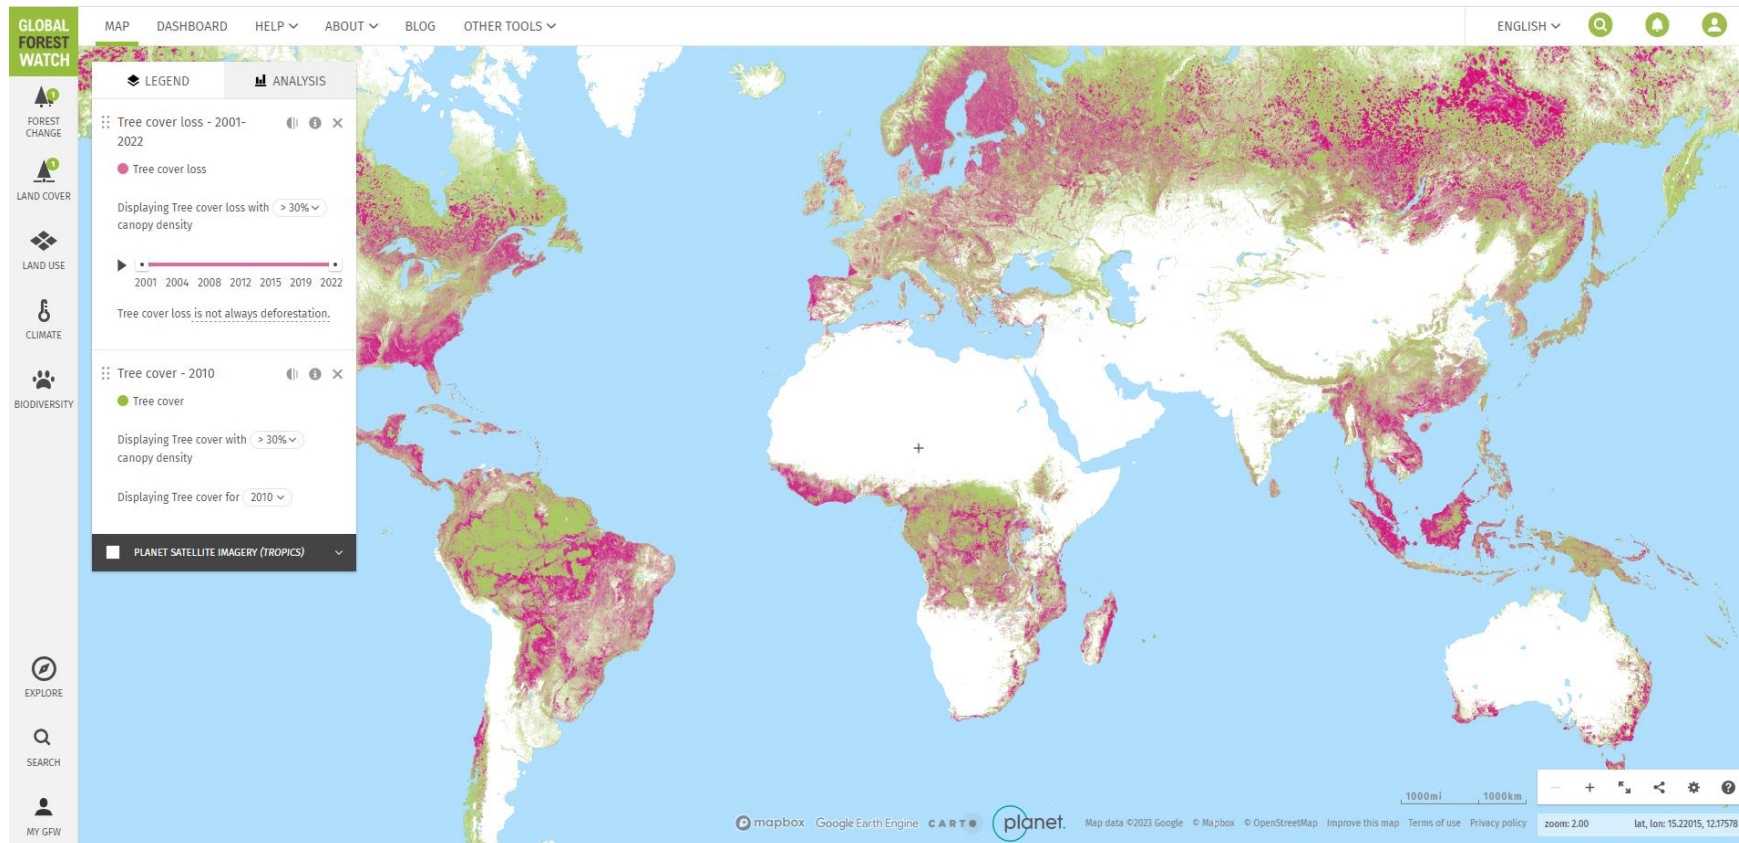 GLOBAL
FOREST
WATCH
MAP DASHBOARD HELP ABOUT BLOG OTHER TOOLS
ENGLISH
FOREST
CHANGE
1
LAND COVER
1
LAND USE
CLIMATE
BIODIVERSITY
EXPLORE
SEARCH
MY GFW
LEGEND ANALYSIS
Tree cover loss - 2001-
2022
Tree cover loss
Displaying Tree cover loss with > 30%
canopy density
2001 2004 2008 2012 2015 2019 2022
Tree cover loss is not always deforestation.
Tree cover - 2010
Tree cover
Displaying Tree cover with > 30%
canopy density
Displaying Tree cover for 2010
PLANET SATELLITE IMAGERY (TROPICS)
1000mi 1000km
mapbox Google Earth Engine CARTO planet. Map data ©2023 Google © Mapbox © OpenStreetMap Improve this map Terms of use Privacy policy
zoom: 2.00 lat, lon: 15.22015, 12.17578